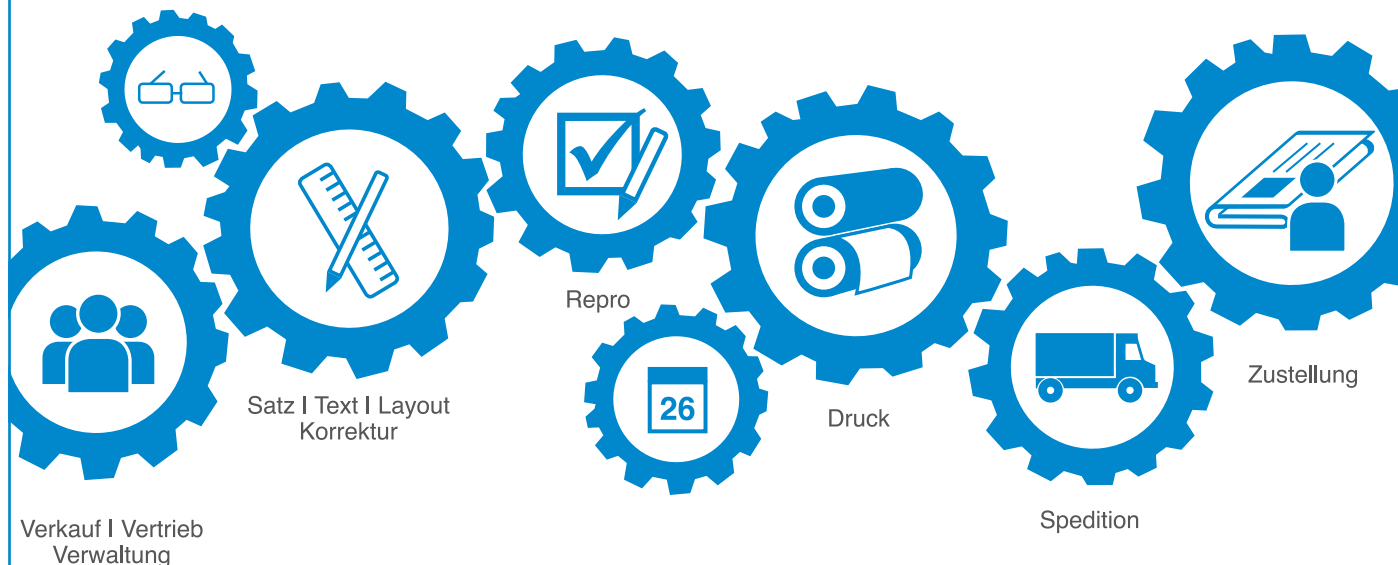 Verkauf I Vertrieb
Verwaltung
Satz I Text I Layout
Korrektur
Repro
26
Druck
Spedition
Zustellung